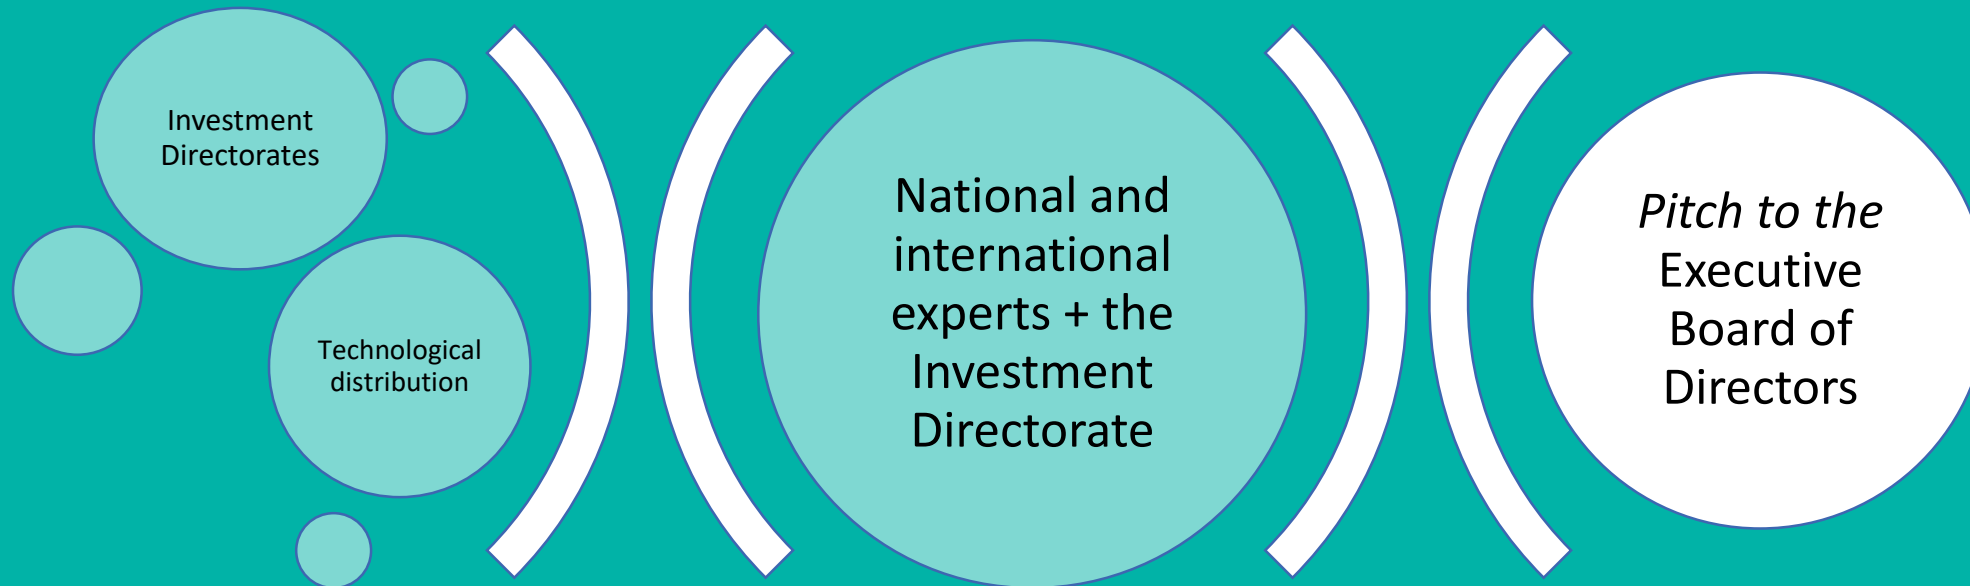 Investment
Directorates
Technological
distribution
National and
international
experts + the
Investment
Directorate
Pitch to the
Executive
Board of
Directors